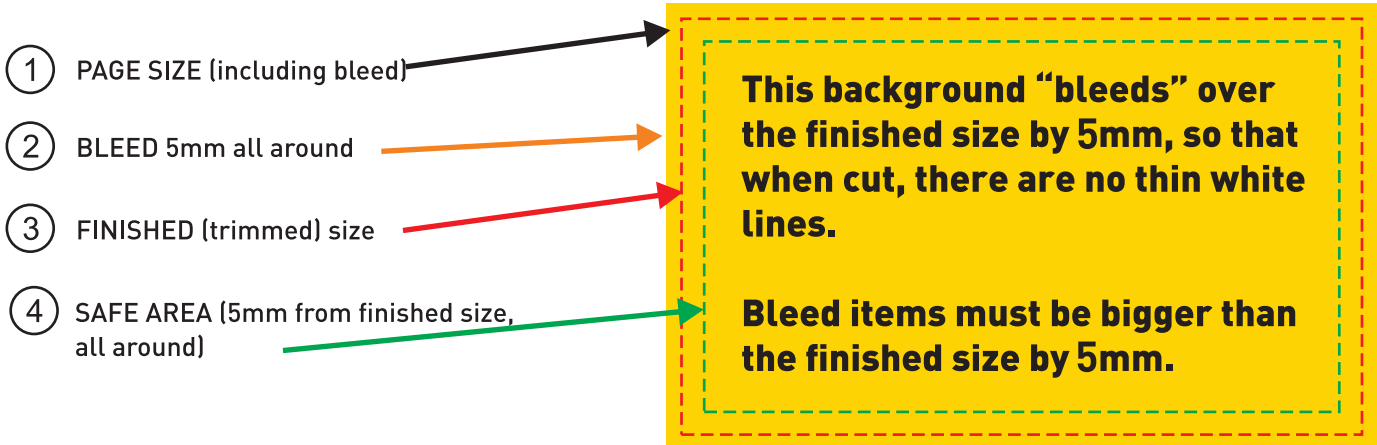 1 PAGE SIZE (including bleed)
2 BLEED 5mm all around
3 FINISHED (trimmed) size
4 SAFE AREA (5mm from finished size,
all around)
This background “bleeds” over
the finished size by 5mm, so that
when cut, there are no thin white
lines.
Bleed items must be bigger than
the finished size by 5mm.